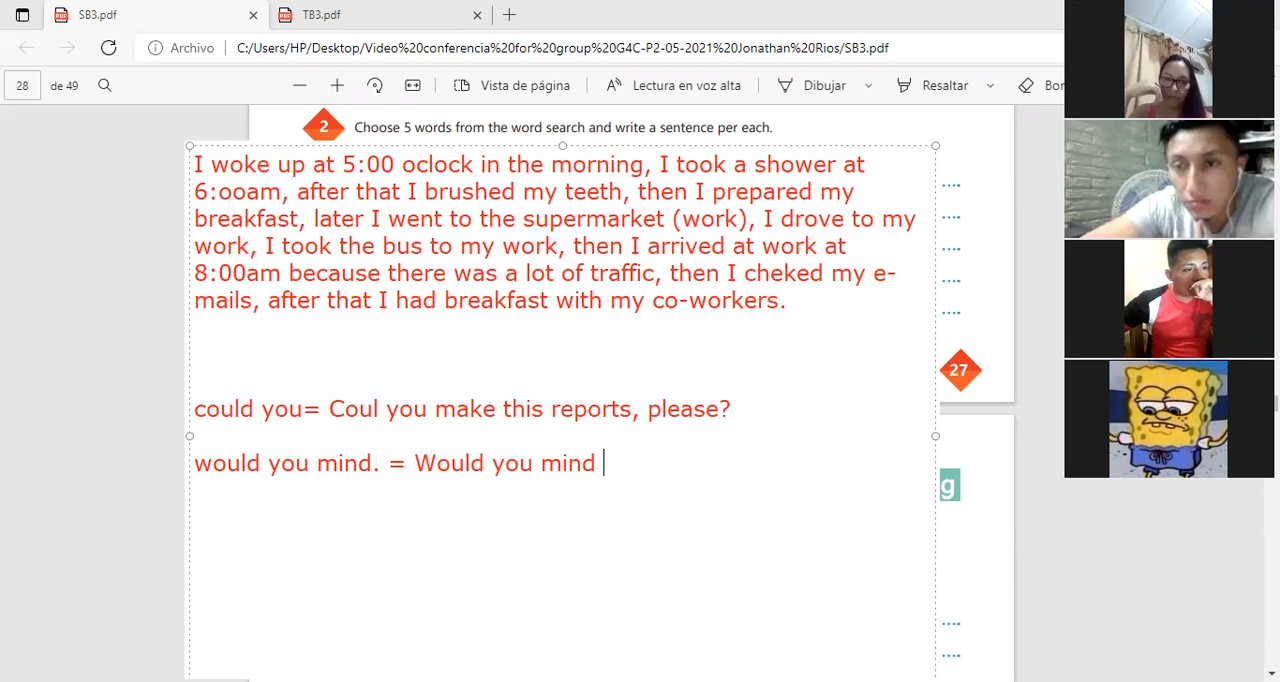 SB3.pdf
TB3.pdf
Archivo
C:/Users/HP/Desktop/Video%20conferencia%20for%20group%20G4C-P2-05-2021%20Jonathan%20Rios/SB3.pdf
28 de 49
Vista de página
Lectura en voz alta
Dibujar
Resaltar
Bor
2 Choose 5 words from the word search and write a sentence per each.
I woke up at 5:00 oclock in the morning, I took a shower at
6:ooam, after that I brushed my teeth, then I prepared my
breakfast, later I went to the supermarket (work), I drove to my
work, I took the bus to my work, then I arrived at work at
8:00am because there was a lot of traffic, then I cheked my e-
mails, after that I had breakfast with my co-workers.
27
could you= Coul you make this reports, please?
would you mind. = Would you mind
g